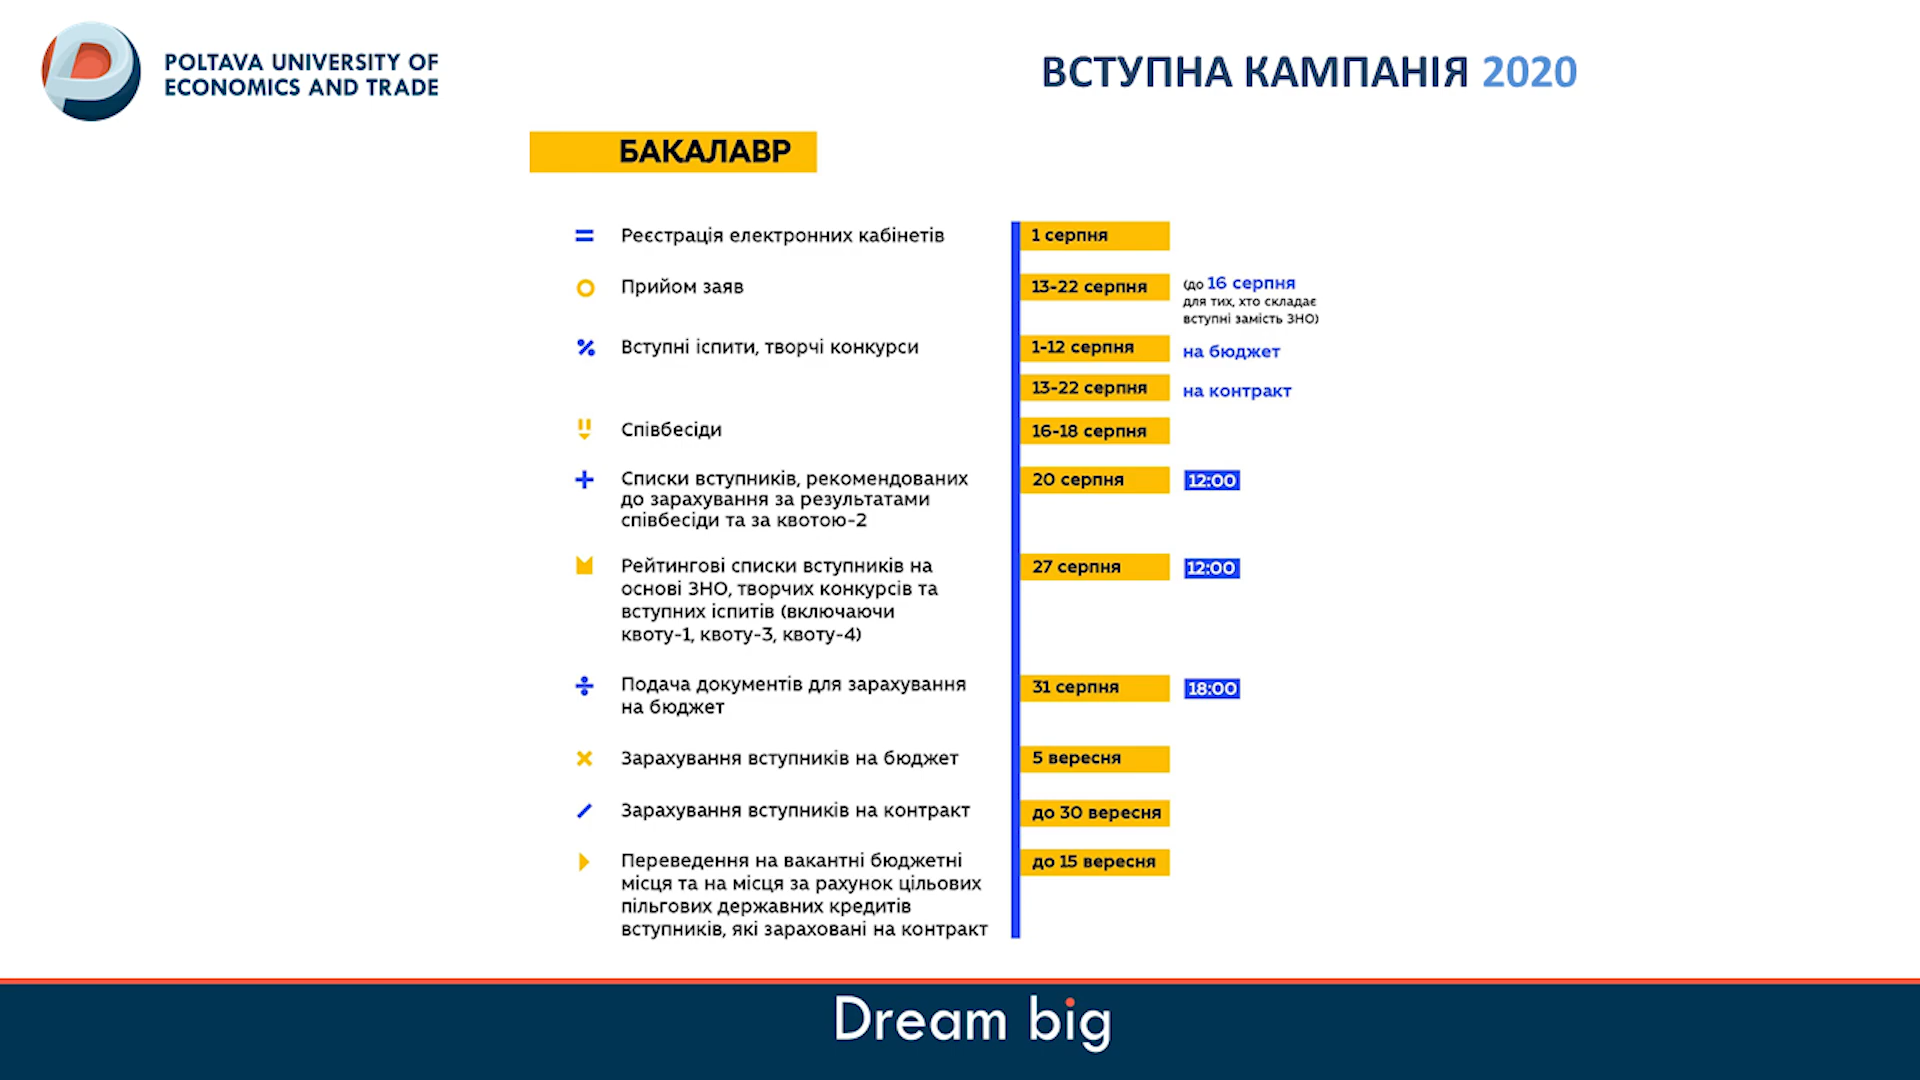 POLTAVA UNIVERSITY OF
ECONOMICS AND TRADE
ВСТУПНА КАМПАНІЯ 2020
БАКАЛАВР
Реєстрація електронних кабінетів
1 серпня
Прийом заяв
13-22 серпня
(до 16 серпня
для тих, хто складає
вступні замість ЗНО)
Вступні іспити, творчі конкурси
1-12 серпня
на бюджет
13-22 серпня
на контракт
Співбесіди
16-18 серпня
Списки вступників, рекомендованих
до зарахування за результатами
співбесіди та за квотою-2
20 серпня
12:00
Рейтингові списки вступників на
основі ЗНО, творчих конкурсів та
вступних іспитів (включаючи
квоту-1, квоту-3, квоту-4)
27 серпня
12:00
Подача документів для зарахування
на бюджет
31 серпня
18:00
Зарахування вступників на бюджет
5 вересня
Зарахування вступників на контракт
до 30 вересня
Переведення на вакантні бюджетні
місця та на місця за рахунок цільових
пільгових державних кредитів
вступників, які зараховані на контракт
до 15 вересня
Dream big